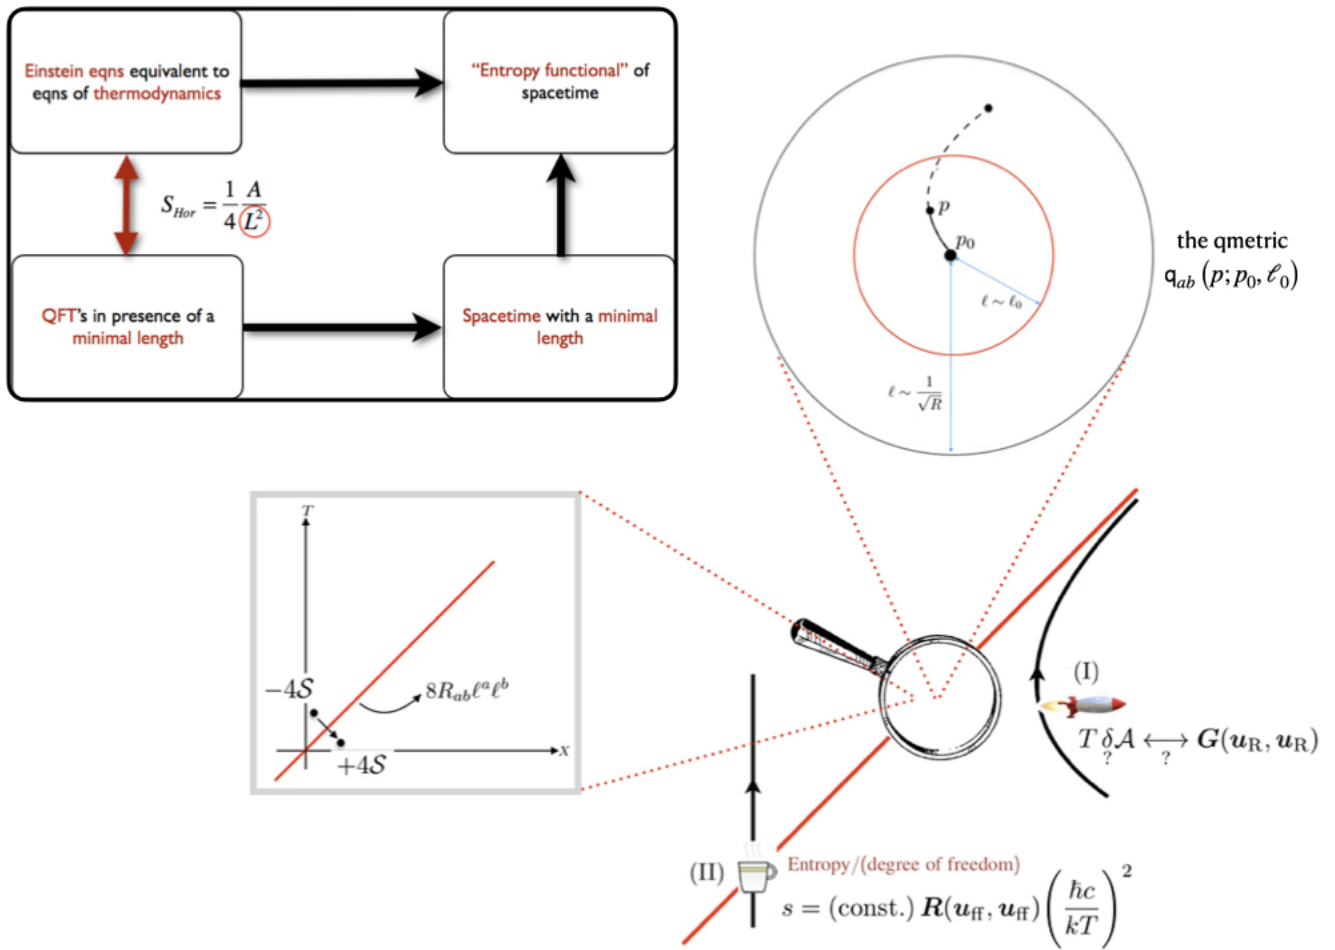 Einstein eqns equivalent to
eqns of thermodynamics
“Entropy functional” of
spacetime
S_Hor = 1/4 A/L²
QFT's in presence of a
minimal length
Spacetime with a minimal
length
p
p₀
ℓ ~ ℓ₀
ℓ ~ 1/√R
the qmetric
q_ab (p; p₀, ℓ₀)
T
−4𝒮
8R_abℓᵃℓᵇ
+4𝒮
X
(I)
T δ𝒜 ⟷ G(u_R, u_R)
? ?
(II)
Entropy/(degree of freedom)
s = (const.) R(u_ff, u_ff) (ħc/kT)²